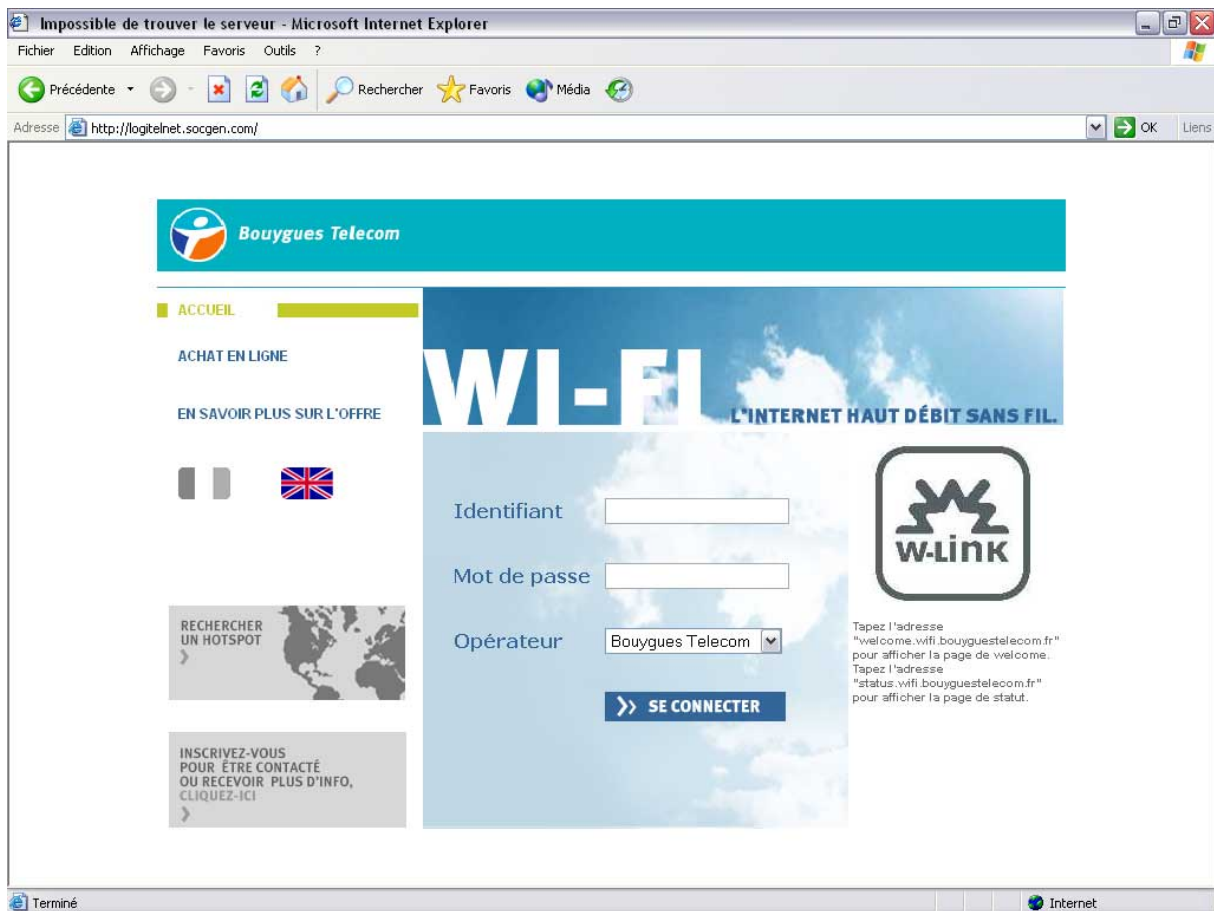 Impossible de trouver le serveur - Microsoft Internet Explorer
Fichier Edition Affichage Favoris Outils ?
Précédente Rechercher Favoris Média
Adresse http://logitelnet.socgen.com/ OK Liens
Bouygues Telecom
ACCUEIL
ACHAT EN LIGNE
EN SAVOIR PLUS SUR L'OFFRE
RECHERCHER
UN HOTSPOT
INSCRIVEZ-VOUS
POUR ÊTRE CONTACTÉ
OU RECEVOIR PLUS D'INFO,
CLIQUEZ-ICI
WI-FI
L'INTERNET HAUT DÉBIT SANS FIL.
Identifiant
Mot de passe
Opérateur Bouygues Telecom
SE CONNECTER
W-LinK
Tapez l'adresse
"welcome.wifi.bouyguestelecom.fr"
pour afficher la page de welcome.
Tapez l'adresse
"status.wifi.bouyguestelecom.fr"
pour afficher la page de statut.
Terminé Internet